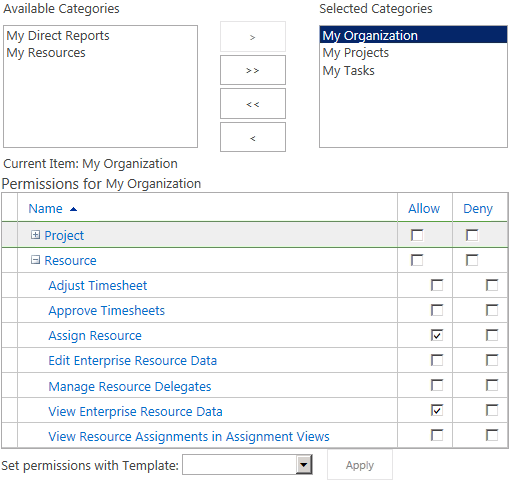 Available Categories Selected Categories
My Direct Reports
My Resources
>
>>
<<
<
My Organization
My Projects
My Tasks
Current Item: My Organization
Permissions for My Organization
Name Allow Deny
Project
Resource
Adjust Timesheet
Approve Timesheets
Assign Resource
Edit Enterprise Resource Data
Manage Resource Delegates
View Enterprise Resource Data
View Resource Assignments in Assignment Views
Set permissions with Template: Apply